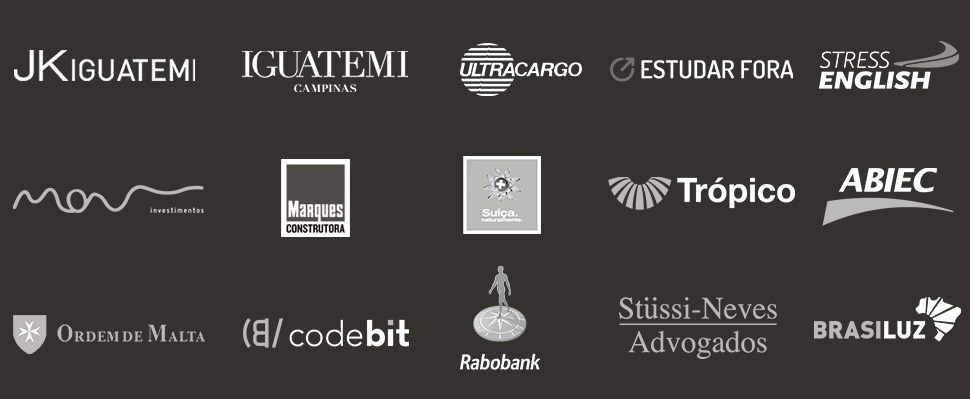 JK IGUATEMI
IGUATEMI
CAMPINAS
ULTRACARGO
ESTUDAR FORA
STRESS
ENGLISH
investimentos
Marques
CONSTRUTORA
Suíça.
naturalmente.
Trópico
ABIEC
ORDEM DE MALTA
(B/ codebit
Rabobank
Stüssi-Neves
Advogados
BRASILUZ